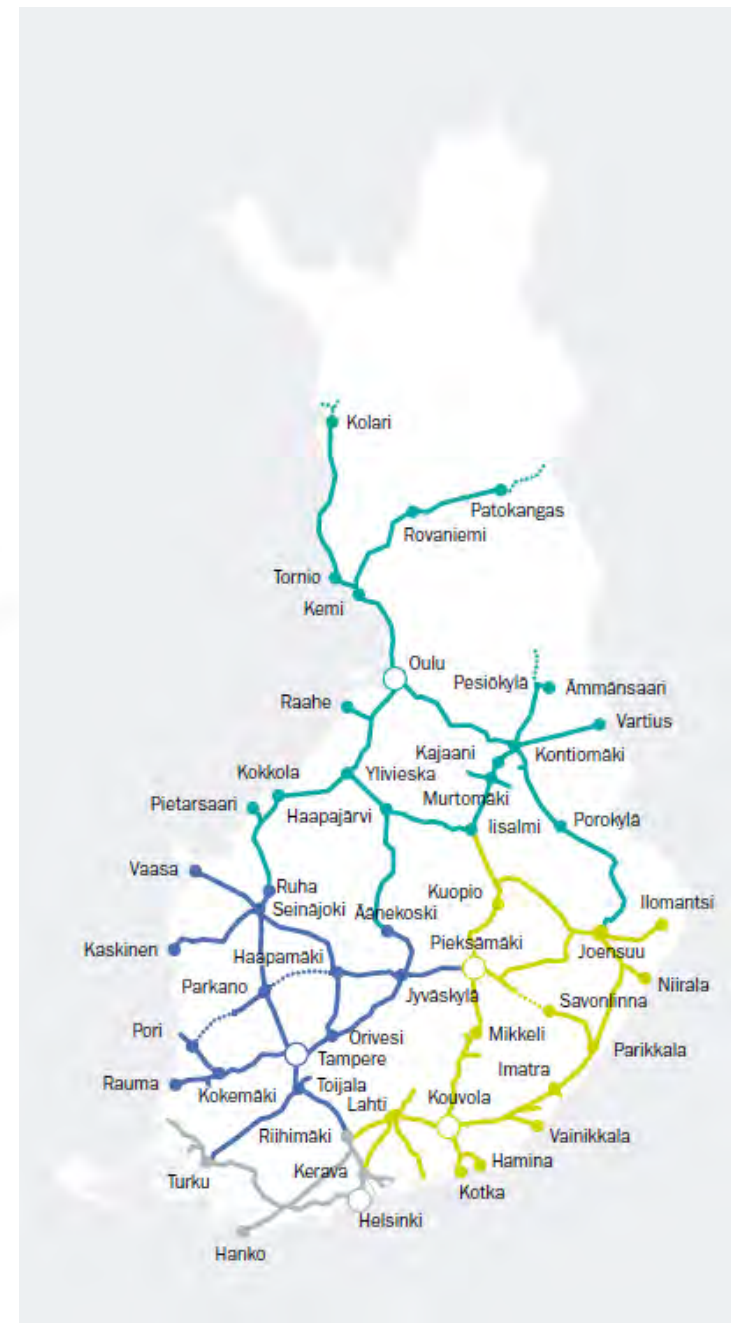 Kolari
Patokangas
Rovaniemi
Tornio
Kemi
Oulu
Pesiökylä
Ämmänsaari
Raahe
Vartius
Kajaani
Kontiomäki
Kokkola
Ylivieska
Murtomäki
Pietarsaari
Haapajärvi
Iisalmi
Porokylä
Vaasa
Ruha
Kuopio
Ilomantsi
Seinäjoki
Äänekoski
Kaskinen
Haapamäki
Pieksämäki
Joensuu
Parkano
Jyväskylä
Niirala
Savonlinna
Pori
Orivesi
Mikkeli
Parikkala
Tampere
Imatra
Rauma
Kokemäki
Toijala
Lahti
Kouvola
Riihimäki
Vainikkala
Turku
Kerava
Hamina
Kotka
Helsinki
Hanko